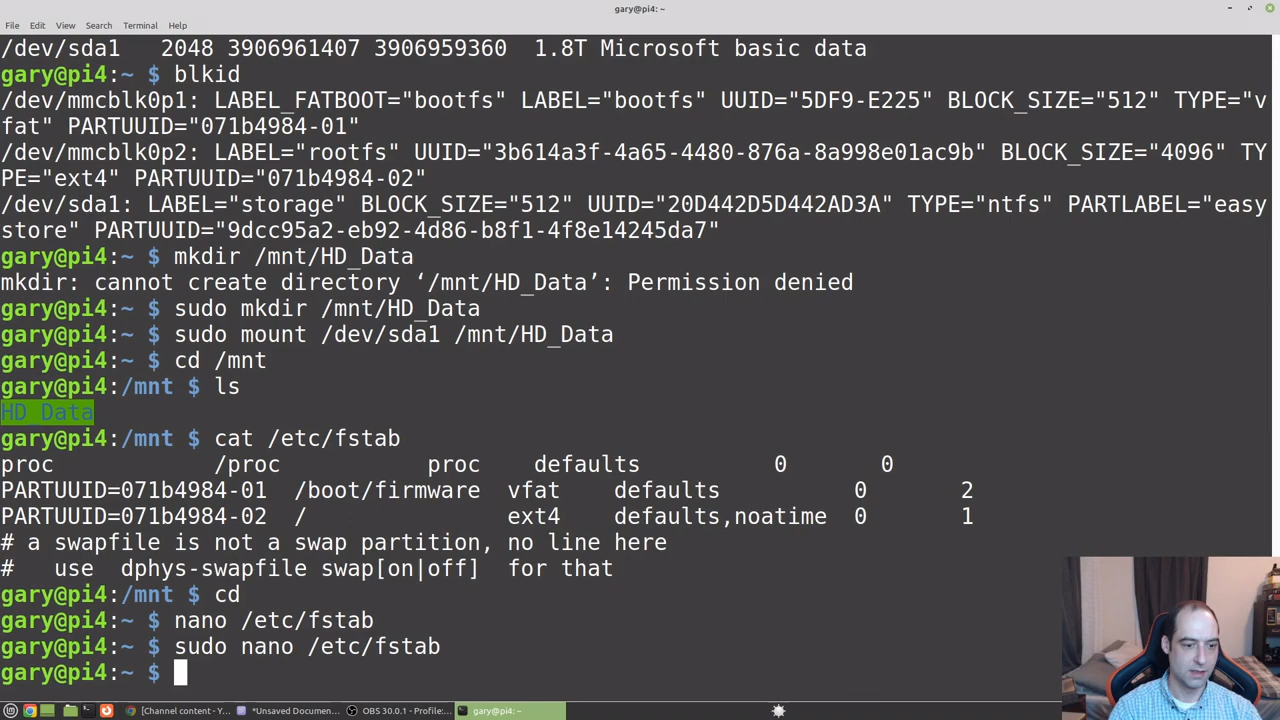 gary@pi4: ~
File Edit View Search Terminal Help
/dev/sda1 2048 3906961407 3906959360 1.8T Microsoft basic data
gary@pi4:~ $ blkid
/dev/mmcblk0p1: LABEL_FATBOOT="bootfs" LABEL="bootfs" UUID="5DF9-E225" BLOCK_SIZE="512" TYPE="v
fat" PARTUUID="071b4984-01"
/dev/mmcblk0p2: LABEL="rootfs" UUID="3b614a3f-4a65-4480-876a-8a998e01ac9b" BLOCK_SIZE="4096" TY
PE="ext4" PARTUUID="071b4984-02"
/dev/sda1: LABEL="storage" BLOCK_SIZE="512" UUID="20D442D5D442AD3A" TYPE="ntfs" PARTLABEL="easy
store" PARTUUID="9dcc95a2-eb92-4d86-b8f1-4f8e14245da7"
gary@pi4:~ $ mkdir /mnt/HD_Data
mkdir: cannot create directory ‘/mnt/HD_Data’: Permission denied
gary@pi4:~ $ sudo mkdir /mnt/HD_Data
gary@pi4:~ $ sudo mount /dev/sda1 /mnt/HD_Data
gary@pi4:~ $ cd /mnt
gary@pi4:/mnt $ ls
HD_Data
gary@pi4:/mnt $ cat /etc/fstab
proc /proc proc defaults 0 0
PARTUUID=071b4984-01 /boot/firmware vfat defaults 0 2
PARTUUID=071b4984-02 / ext4 defaults,noatime 0 1
# a swapfile is not a swap partition, no line here
# use dphys-swapfile swap[on|off] for that
gary@pi4:/mnt $ cd
gary@pi4:~ $ nano /etc/fstab
gary@pi4:~ $ sudo nano /etc/fstab
gary@pi4:~ $
[Channel content - Y... *Unsaved Documen... OBS 30.0.1 - Profile:... gary@pi4: ~